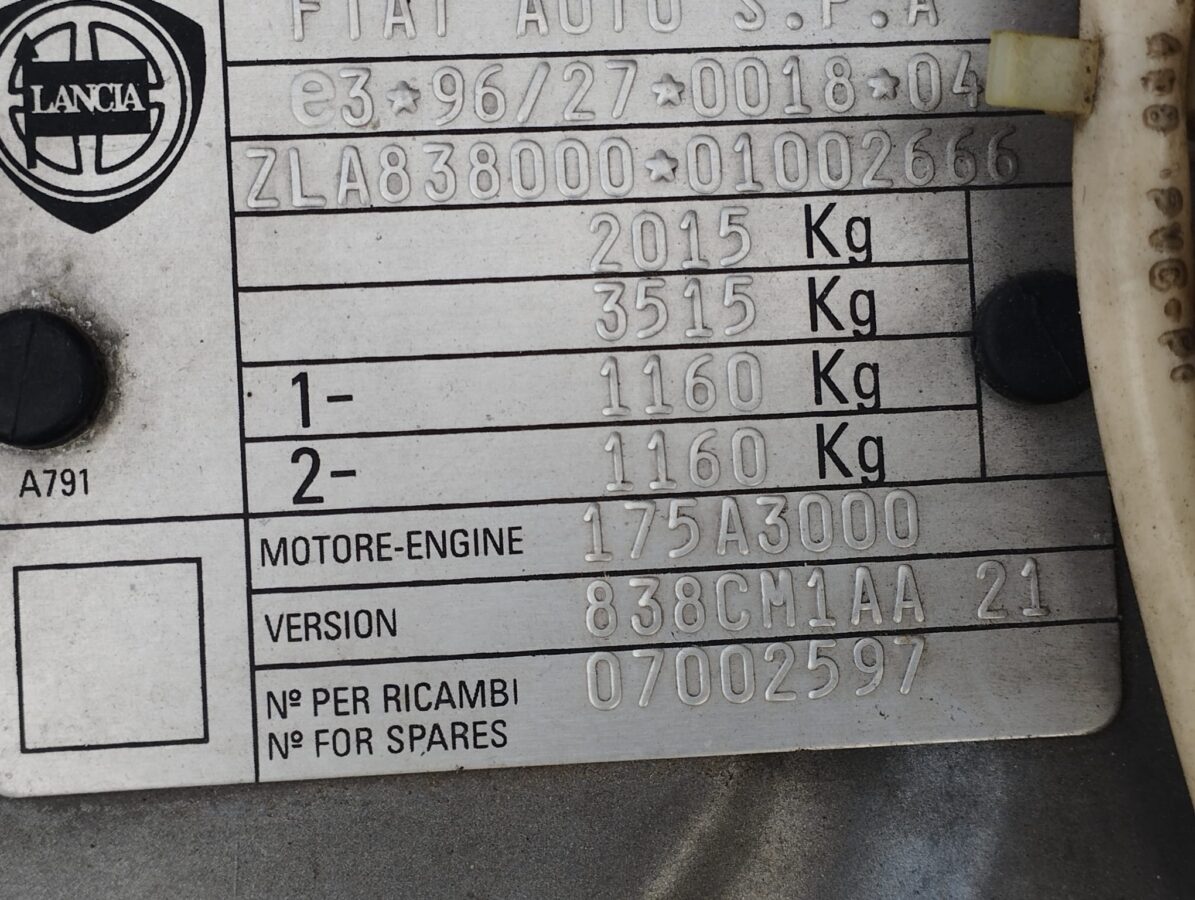 FIAT AUTO S.P.A
LANCIA
e3*96/27*0018*04
ZLA838000*01002666
2015 Kg
3515 Kg
1- 1160 Kg
2- 1160 Kg
A791
MOTORE-ENGINE 175A3000
VERSION 838CM1AA 21
Nº PER RICAMBI 07002597
Nº FOR SPARES